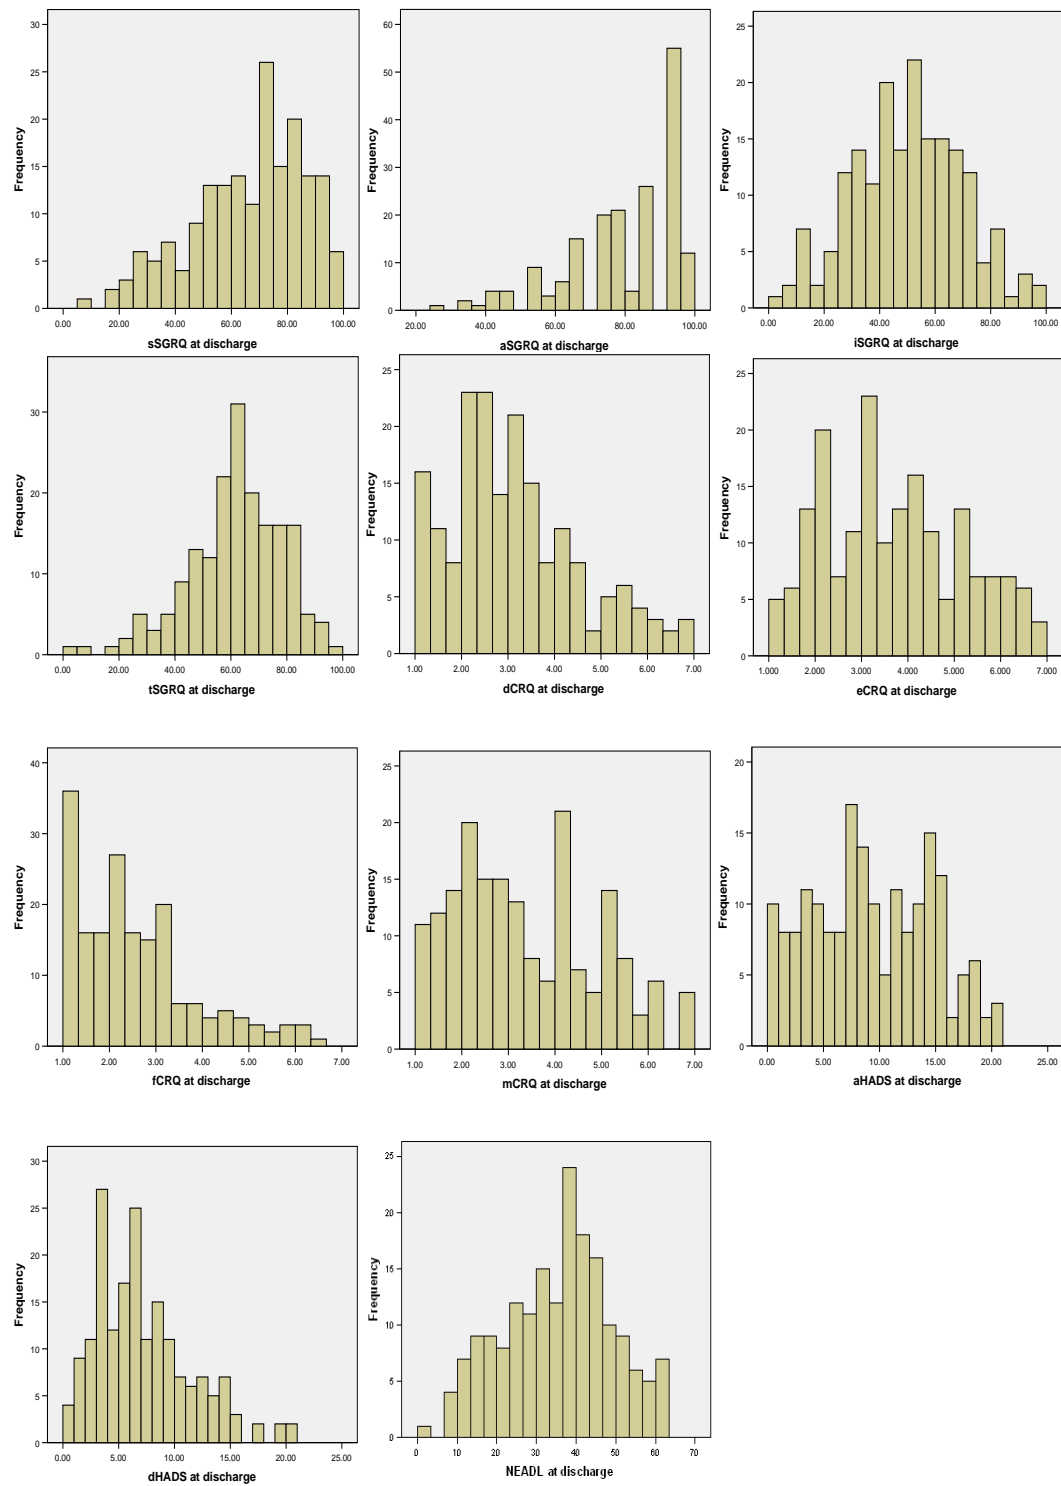 30
25
20
15
10
5
0
Frequency
0.00 20.00 40.00 60.00 80.00 100.00
sSGRQ at discharge
60
50
40
30
20
10
0
Frequency
20.00 40.00 60.00 80.00 100.00
aSGRQ at discharge
25
20
15
10
5
0
Frequency
0.00 20.00 40.00 60.00 80.00 100.00
iSGRQ at discharge
30
20
10
0
Frequency
0.00 20.00 40.00 60.00 80.00 100.00
tSGRQ at discharge
25
20
15
10
5
0
Frequency
1.00 2.00 3.00 4.00 5.00 6.00 7.00
dCRQ at discharge
25
20
15
10
5
0
Frequency
1.000 2.000 3.000 4.000 5.000 6.000 7.000
eCRQ at discharge
40
30
20
10
0
Frequency
1.00 2.00 3.00 4.00 5.00 6.00 7.00
fCRQ at discharge
25
20
15
10
5
0
Frequency
1.00 2.00 3.00 4.00 5.00 6.00 7.00
mCRQ at discharge
20
15
10
5
0
Frequency
0.00 5.00 10.00 15.00 20.00 25.00
aHADS at discharge
30
25
20
15
10
5
0
Frequency
0.00 5.00 10.00 15.00 20.00 25.00
dHADS at discharge
25
20
15
10
5
0
Frequency
0 10 20 30 40 50 60 70
NEADL at discharge